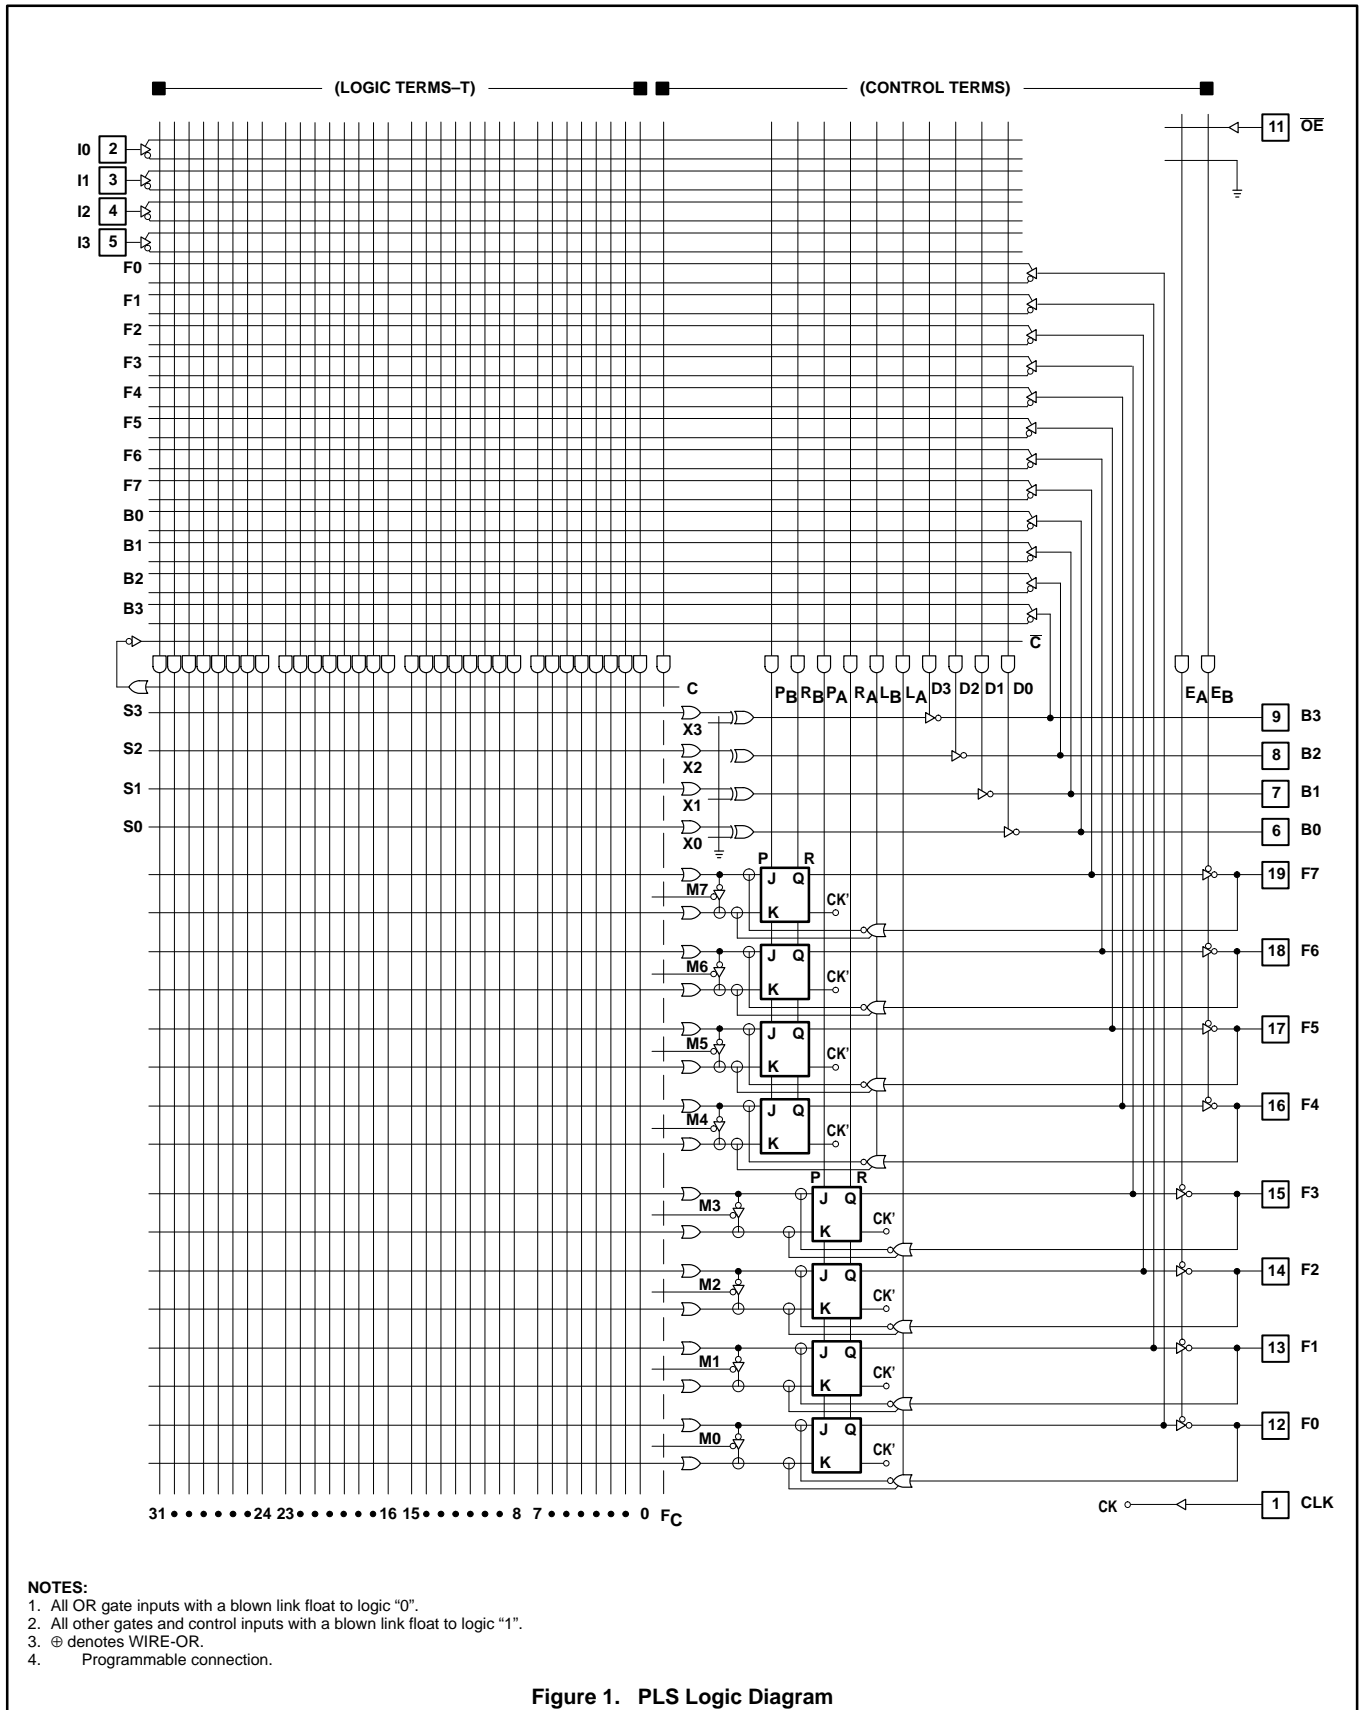 (LOGIC TERMS–T) (CONTROL TERMS)
11 OE
I0 2
I1 3
I2 4
I3 5
F0
F1
F2
F3
F4
F5
F6
F7
B0
B1
B2
B3
C
C PB RB PA RA LB LA D3 D2 D1 D0 EA EB
S3 X3 9 B3
S2 X2 8 B2
S1 X1 7 B1
S0 X0 6 B0
P R
J Q 19 F7
M7 CK'
K
J Q 18 F6
M6 CK'
K
J Q 17 F5
M5 CK'
K
J Q 16 F4
M4 CK'
K
P R
J Q 15 F3
M3 CK'
K
J Q 14 F2
M2 CK'
K
J Q 13 F1
M1 CK'
K
J Q 12 F0
M0 CK'
K
CK 1 CLK
31 • • • • • • 24 23 • • • • • • 16 15 • • • • • • 8 7 • • • • • • 0 FC
NOTES:
1. All OR gate inputs with a blown link float to logic “0”.
2. All other gates and control inputs with a blown link float to logic “1”.
3. ⊕ denotes WIRE-OR.
4. Programmable connection.
Figure 1. PLS Logic Diagram